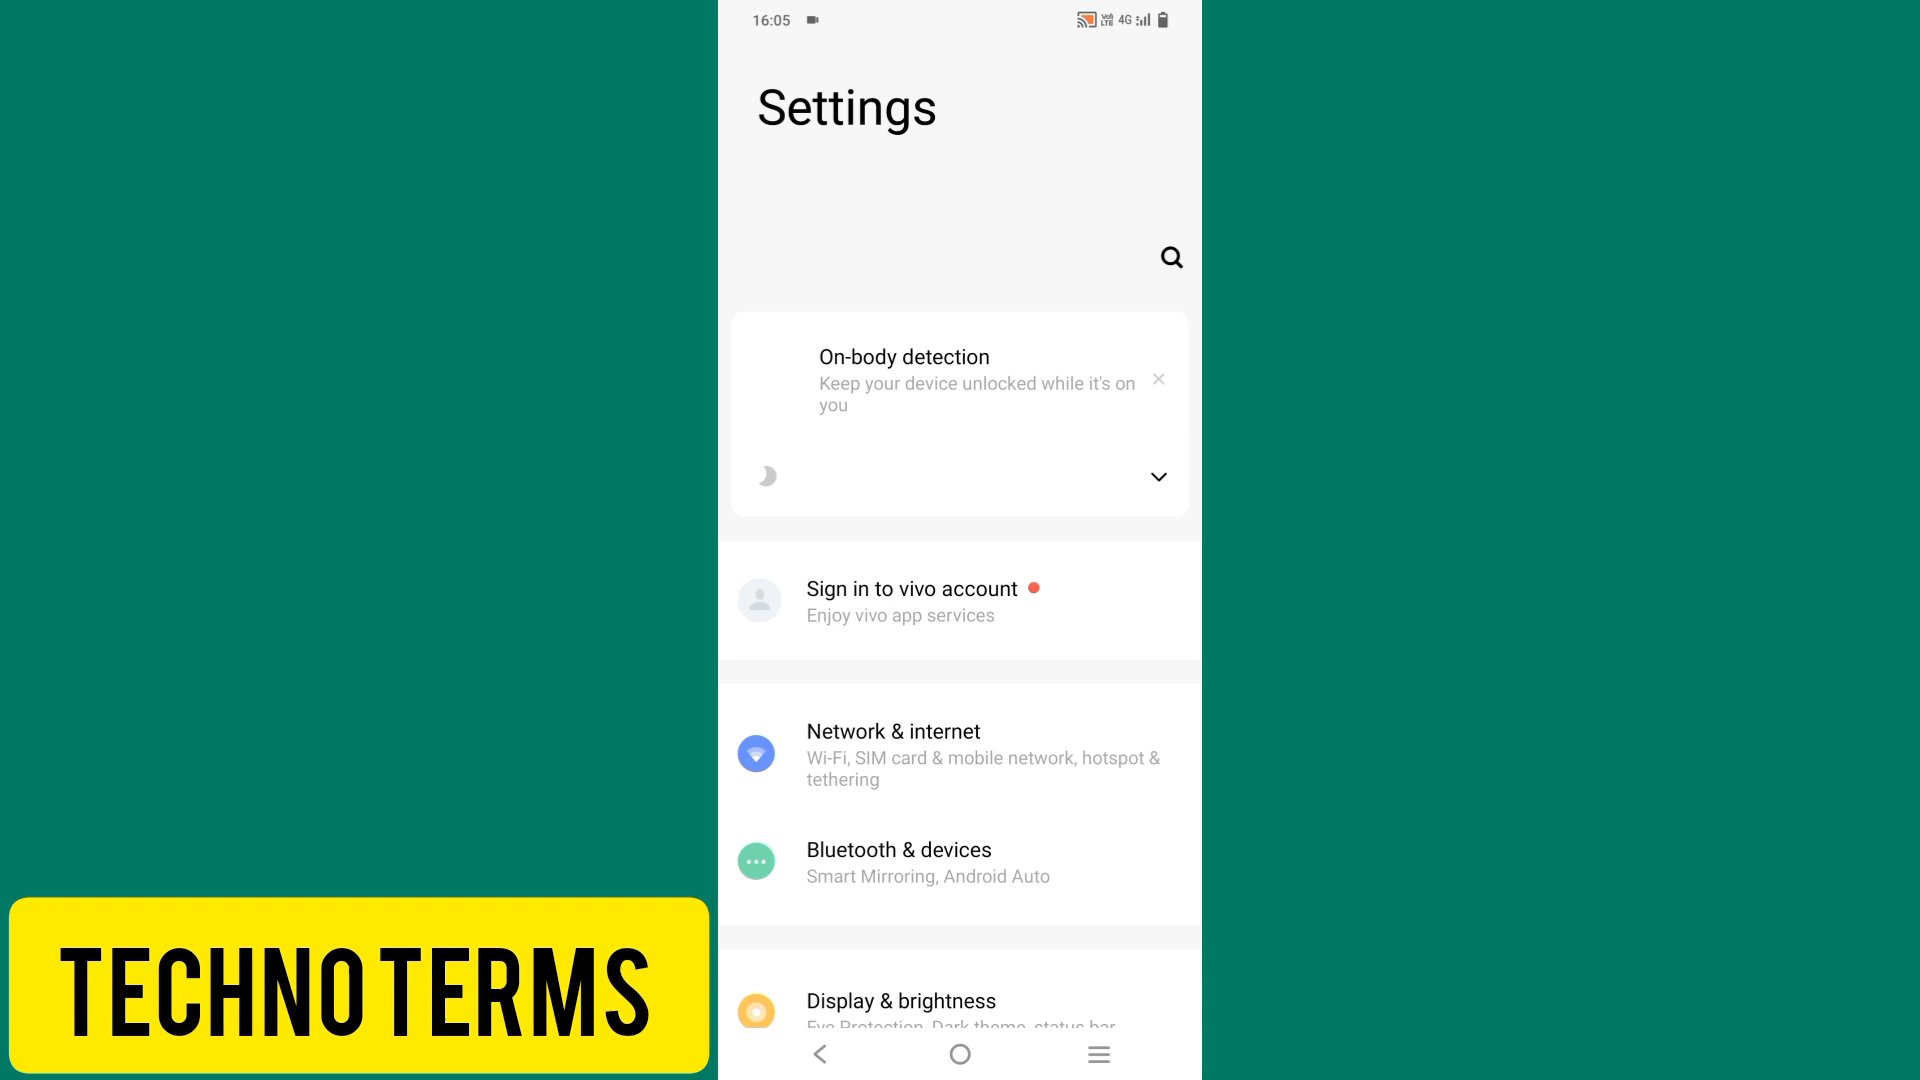 16:05
VoLTE 4G
Settings
On-body detection
Keep your device unlocked while it's on
you
Sign in to vivo account
Enjoy vivo app services
Network & internet
Wi-Fi, SIM card & mobile network, hotspot &
tethering
Bluetooth & devices
Smart Mirroring, Android Auto
Display & brightness
Eye Protection, Dark theme, status bar
TECHNO TERMS